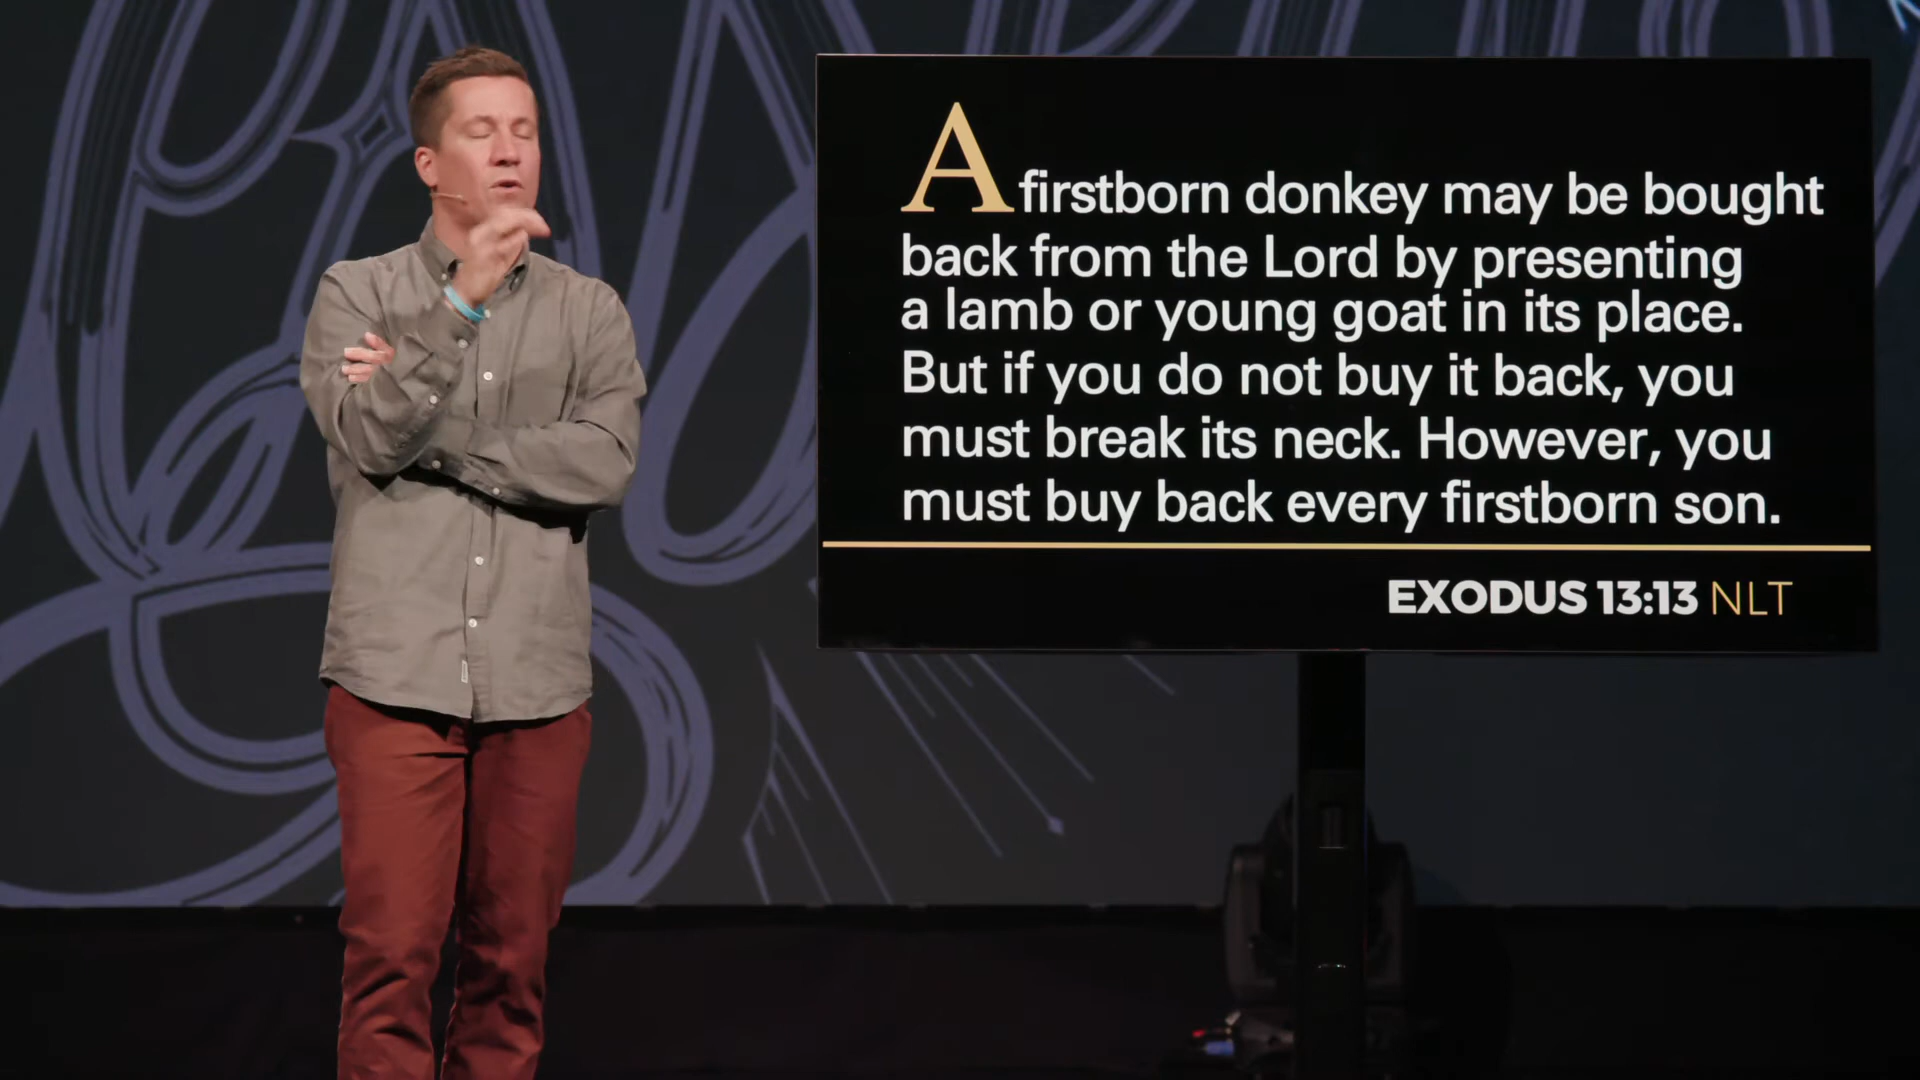 A firstborn donkey may be bought
back from the Lord by presenting
a lamb or young goat in its place.
But if you do not buy it back, you
must break its neck. However, you
must buy back every firstborn son.
EXODUS 13:13 NLT